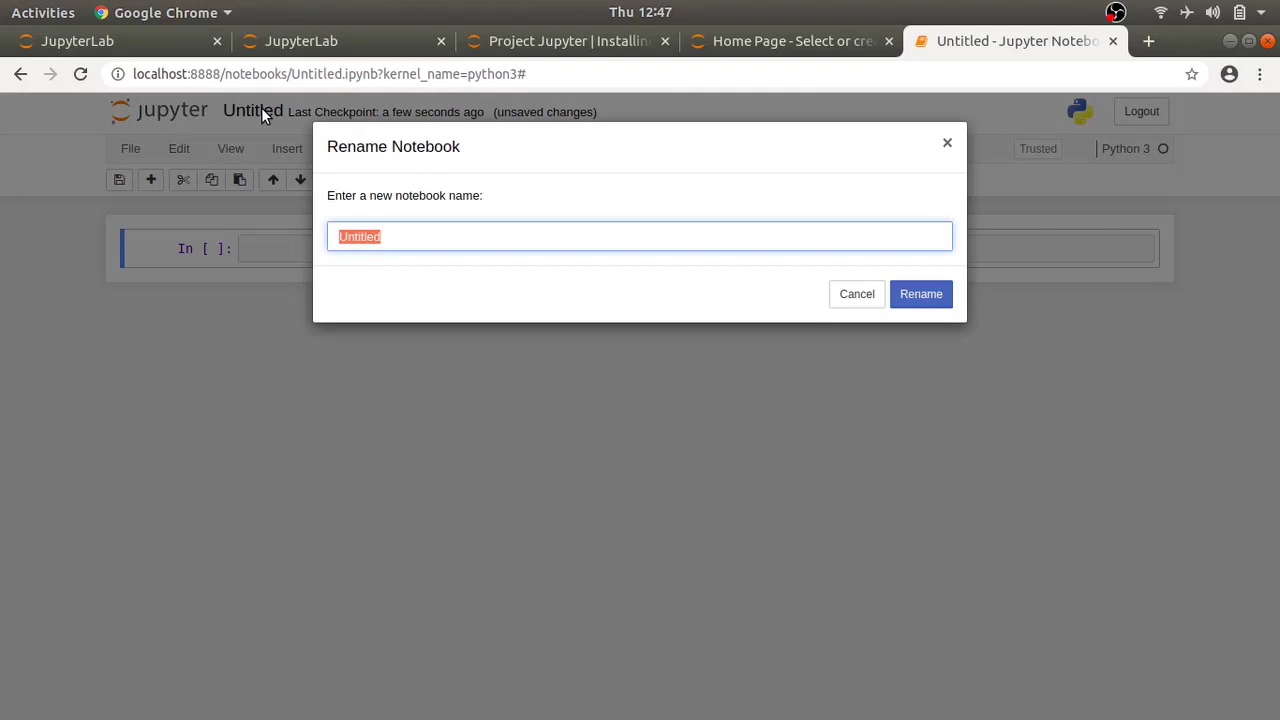 Activities Google Chrome Thu 12:47
JupyterLab JupyterLab Project Jupyter | Installin Home Page - Select or crea Untitled - Jupyter Notebo
localhost:8888/notebooks/Untitled.ipynb?kernel_name=python3#
jupyter Untitled Last Checkpoint: a few seconds ago (unsaved changes) Logout
Rename Notebook ×
File Edit View Insert Trusted Python 3
Enter a new notebook name:
Untitled
In [ ]:
Cancel Rename